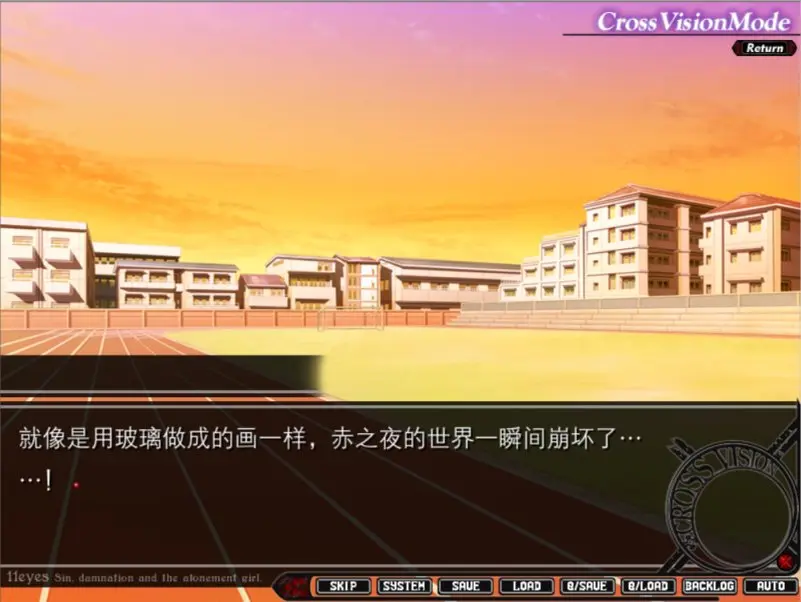 CrossVisionMode
Return
就像是用玻璃做成的画一样，赤之夜的世界一瞬间崩坏了…
…！
CROSS VISION
11eyes Sin, damnation and the atonement girl.
SKIP SYSTEM SAVE LOAD Q/SAVE Q/LOAD BACKLOG AUTO